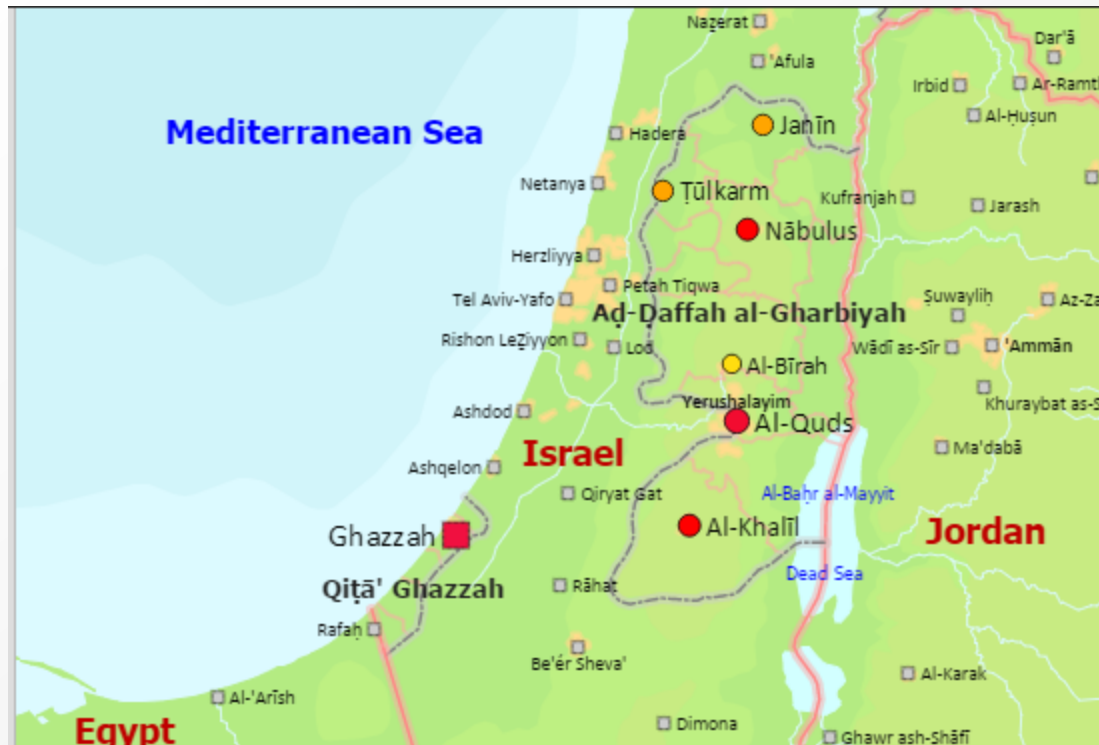 Naẕerat
Dar'ā
'Afula
Irbid
Ar-Ramt
Al-Ḥuṣun
Mediterranean Sea
Hadera
Janīn
Netanya
Ṭūlkarm
Kufranjah
Jarash
Nābulus
Herzliyya
Petah Tiqwa
Tel Aviv-Yafo
Ṣuwayliḥ
Az-Za
Aḍ-Ḍaffah al-Gharbiyah
Rishon LeẔiyyon
Lod
Wādī as-Sīr
'Ammān
Al-Bīrah
Yerushalayim
Khuraybat as-S
Ashdod
Al-Quds
Israel
Ma'dabā
Ashqelon
Qiryat Gat
Al-Baḥr al-Mayyit
Ghazzah
Al-Khalīl
Jordan
Dead Sea
Qiṭā' Ghazzah
Rāhat
Rafaḥ
Be'ér Sheva'
Al-Karak
Al-'Arīsh
Egypt
Dimona
Ghawr ash-Shāfī